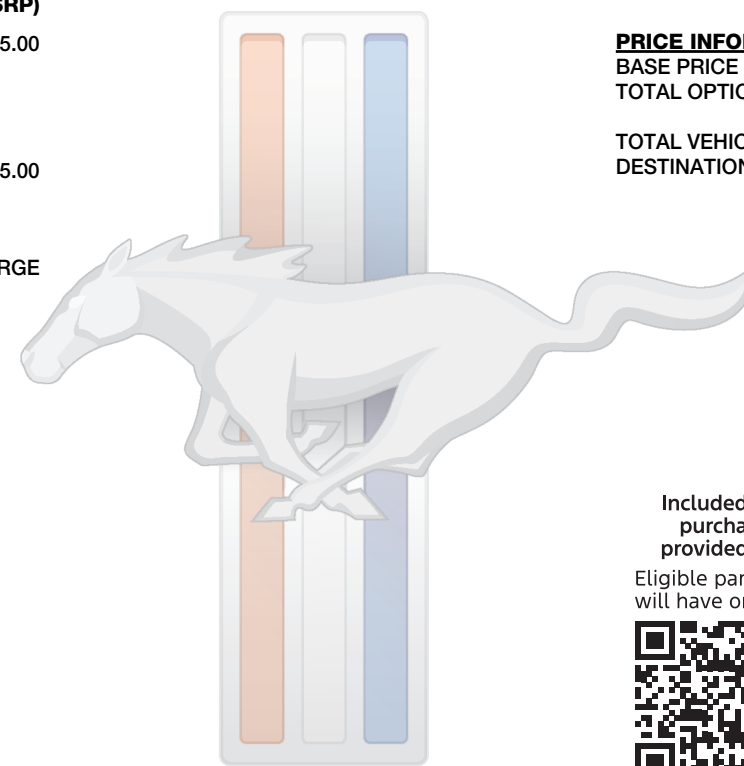 SRP)
5.00
5.00
RGE
PRICE INFO
BASE PRICE
TOTAL OPTIO
TOTAL VEHIC
DESTINATION
Included
purcha
provided
Eligible par
will have or